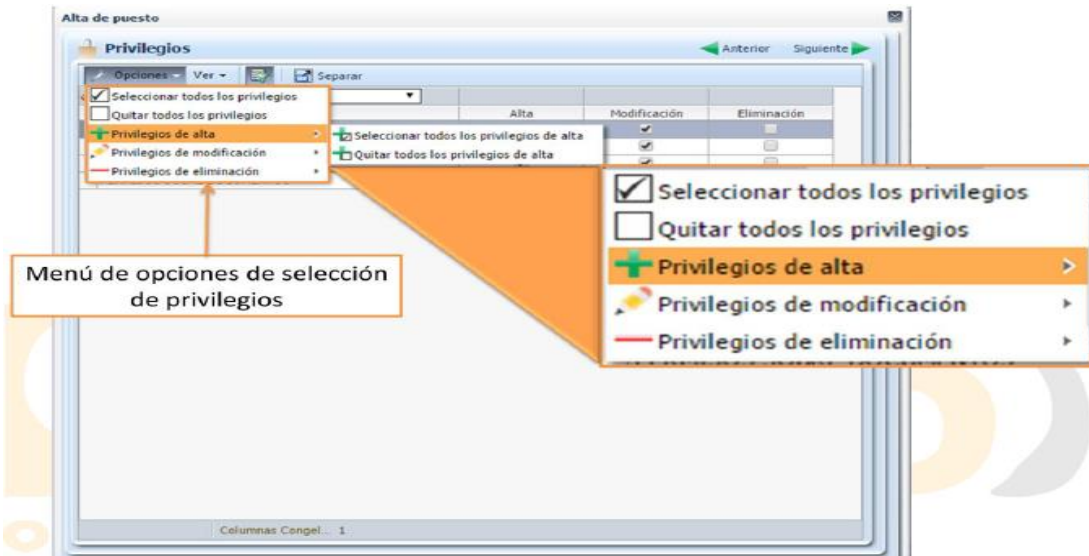 Alta de puesto
Privilegios
Anterior Siguiente
Opciones Ver Separar
Seleccionar todos los privilegios
Alta Modificación Eliminación
Quitar todos los privilegios
Privilegios de alta
Seleccionar todos los privilegios de alta
Privilegios de modificación
Quitar todos los privilegios de alta
Privilegios de eliminación
Seleccionar todos los privilegios
Quitar todos los privilegios
Privilegios de alta
Privilegios de modificación
Privilegios de eliminación
Menú de opciones de selección
de privilegios
Columnas Congel... 1